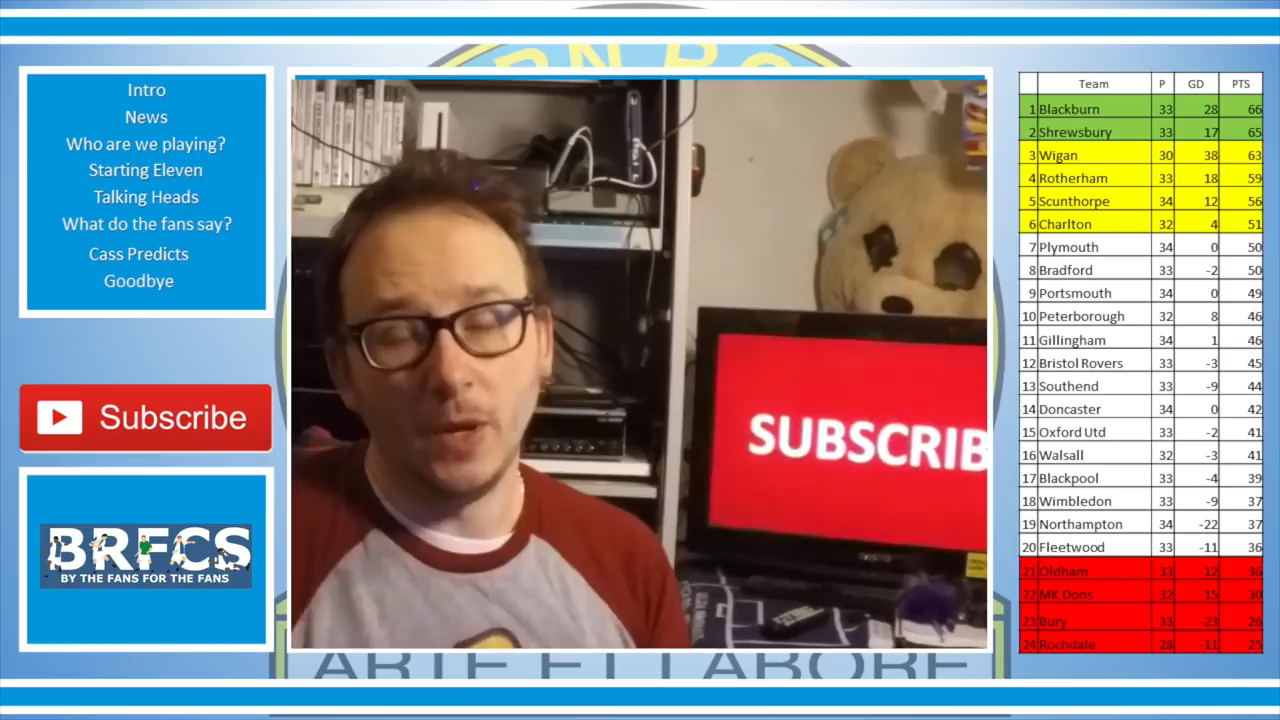 RN RO
Intro
News
Who are we playing?
Starting Eleven
Talking Heads
What do the fans say?
Cass Predicts
Goodbye
Subscribe
BRFCS
BY THE FANS FOR THE FANS
SUBSCRIB
ARTE ET LABORE
Team P GD PTS
1 Blackburn 33 28 66
2 Shrewsbury 33 17 65
3 Wigan 30 38 63
4 Rotherham 33 18 59
5 Scunthorpe 34 12 56
6 Charlton 32 4 51
7 Plymouth 34 0 50
8 Bradford 33 -2 50
9 Portsmouth 34 0 49
10 Peterborough 32 8 46
11 Gillingham 34 1 46
12 Bristol Rovers 33 -3 45
13 Southend 33 -9 44
14 Doncaster 34 0 42
15 Oxford Utd 33 -2 41
16 Walsall 32 -3 41
17 Blackpool 33 -4 39
18 Wimbledon 33 -9 37
19 Northampton 34 -22 37
20 Fleetwood 33 -11 36
21 Oldham 33 -12 36
22 MK Dons 32 -15 30
23 Bury 33 -23 26
24 Rochdale 28 -11 25